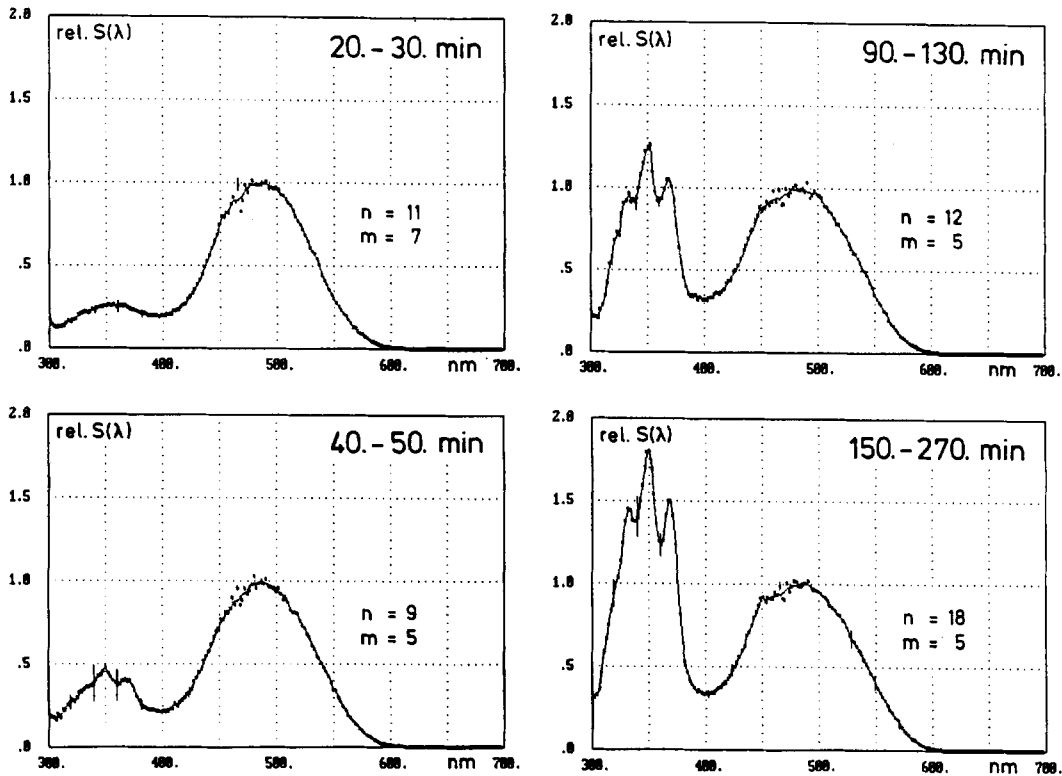 2.0
rel. S(λ)
20.-30. min
1.5
1.0
n = 11
m = 7
.5
.0
300.
400.
500.
600.
nm
700.
2.0
rel. S(λ)
90.-130. min
1.5
1.0
n = 12
m = 5
.5
.0
300.
400.
500.
600.
nm
700.
2.0
rel. S(λ)
40.-50. min
1.5
1.0
n = 9
m = 5
.5
.0
300.
400.
500.
600.
nm
700.
2.0
rel. S(λ)
150.-270. min
1.5
1.0
n = 18
m = 5
.5
.0
300.
400.
500.
600.
nm
700.